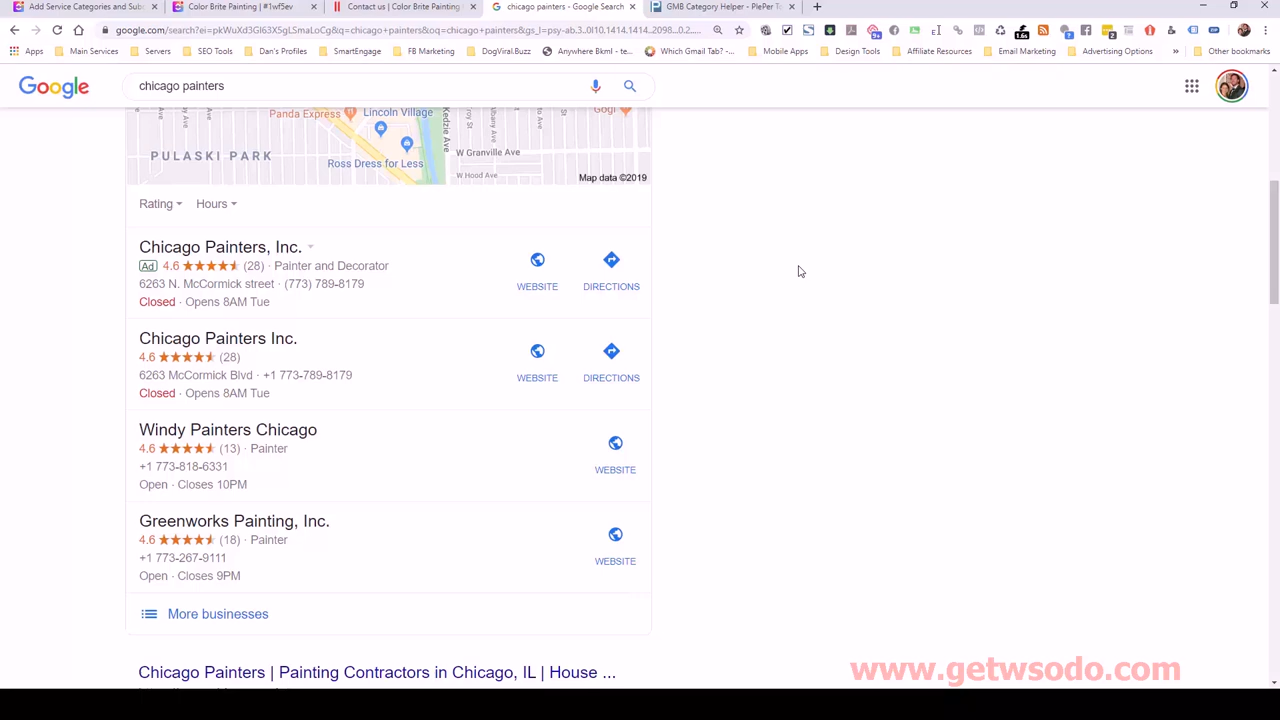 Add Service Categories and Sub
Color Brite Painting | #1wf5ev
Contact us | Color Brite Painting
chicago painters - Google Search
GMB Category Helper - PlePer To
Apps
Main Services
Servers
SEO Tools
Dan's Profiles
SmartEngage
FB Marketing
DogViral.Buzz
Anywhere Bkml - te...
Which Gmail Tab? -...
Mobile Apps
Design Tools
Affiliate Resources
Email Marketing
Advertising Options
Other bookmarks
Google
chicago painters
Panda Express
Lincoln Village
Kedzie Ave
Gogi
PULASKI PARK
Ross Dress for Less
W Granville Ave
W Hood Ave
Map data ©2019
Rating
Hours
Chicago Painters, Inc.
Ad 4.6 (28) · Painter and Decorator
6263 N. McCormick street · (773) 789-8179
Closed · Opens 8AM Tue
WEBSITE
DIRECTIONS
Chicago Painters Inc.
4.6 (28)
6263 McCormick Blvd · +1 773-789-8179
Closed · Opens 8AM Tue
WEBSITE
DIRECTIONS
Windy Painters Chicago
4.6 (13) · Painter
+1 773-818-6331
Open · Closes 10PM
WEBSITE
Greenworks Painting, Inc.
4.6 (18) · Painter
+1 773-267-9111
Open · Closes 9PM
WEBSITE
More businesses
Chicago Painters | Painting Contractors in Chicago, IL | House ...
www.getwsodo.com